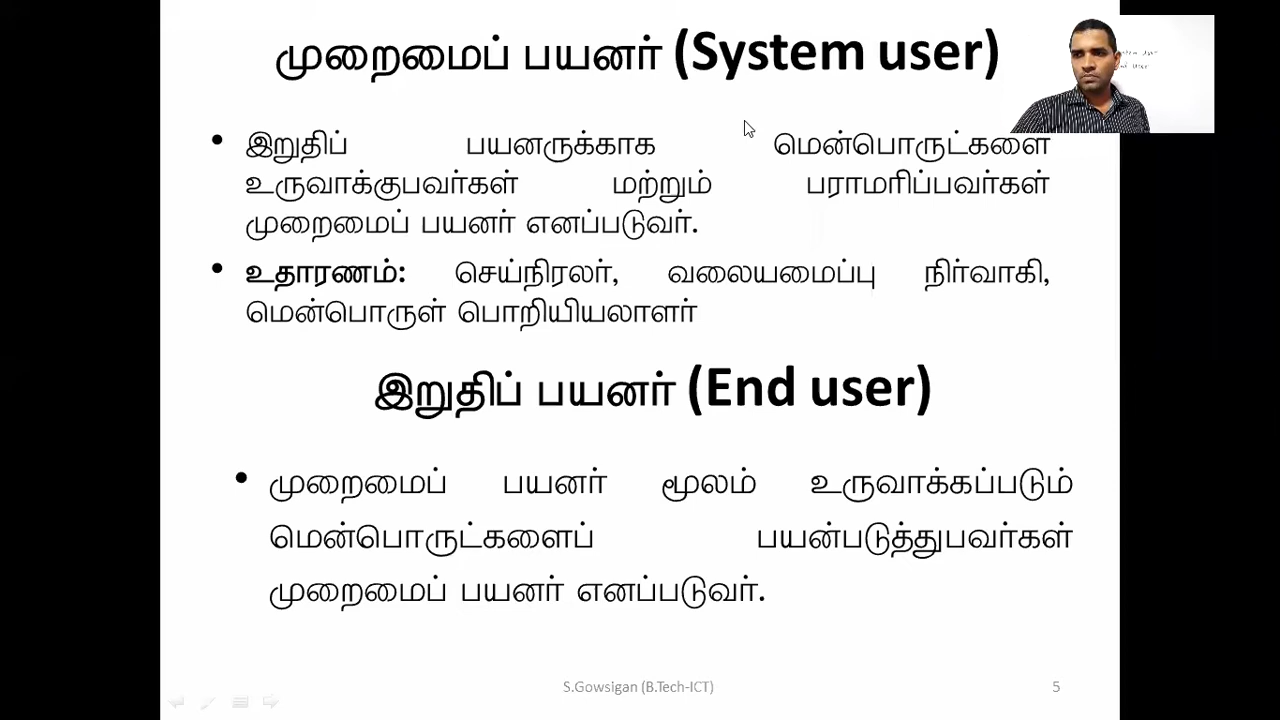 முறைமைப் பயனர் (System user)
• இறுதிப் பயனருக்காக மென்பொருட்களை
உருவாக்குபவர்கள் மற்றும் பராமரிப்பவர்கள்
முறைமைப் பயனர் எனப்படுவர்.
• உதாரணம்: செய்நிரலர், வலையமைப்பு நிர்வாகி,
மென்பொருள் பொறியியலாளர்
இறுதிப் பயனர் (End user)
• முறைமைப் பயனர் மூலம் உருவாக்கப்படும்
மென்பொருட்களைப் பயன்படுத்துபவர்கள்
முறைமைப் பயனர் எனப்படுவர்.
S.Gowsigan (B.Tech-ICT) 5